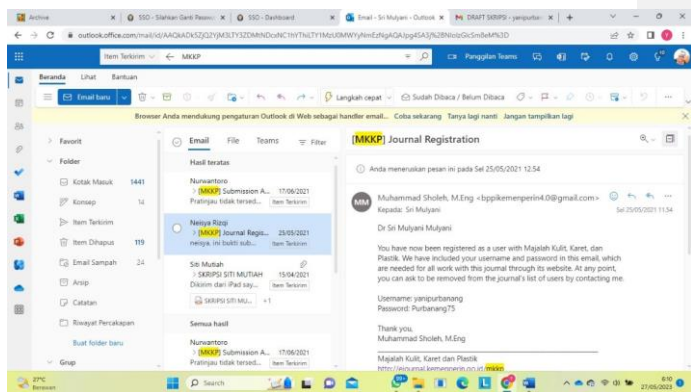 Archive
SSO - Silahkan Ganti Passwo
SSO - Dashboard
Email - Sri Mulyani - Outlook
DRAFT SKRIPSI - yanipurba
Item Terkirim
MKKP
Panggilan Teams
Beranda Lihat Bantuan
Email baru
Langkah cepat
Sudah Dibaca / Belum Dibaca
Browser Anda mendukung pengaturan Outlook di Web sebagai handler email. Coba sekarang Tanya lagi nanti Jangan tampilkan lagi
Favorit
Folder
Kotak Masuk 1441
Konsep 14
Item Terkirim
Item Dihapus 119
Email Sampah 24
Arsip
Catatan
Riwayat Percakapan
Buat folder baru
Grup
Email File Teams Filter
Hasil teratas
Nurwantoro
[MKKP] Submission A... 17/06/2021
Pratinjau tidak tersed... Item Terkirim
Neisya Rizqi
[MKKP] Journal Regis... 25/05/2021
neisya, ini bukti sub... Item Terkirim
Siti Mutiah
SKRIPSI SITI MUTIAH 15/04/2021
Dikirim dari iPad say... Item Terkirim
SKRIPSI SITI MU... +1
Semua hasil
Nurwantoro
[MKKP] Submission A... 17/06/2021
Pratinjau tidak tersed... Item Terkirim
[MKKP] Journal Registration
Anda meneruskan pesan ini pada Sel 25/05/2021 12.54
MM
Muhammad Sholeh, M.Eng <bppikemenperin4.0@gmail.com>
Kepada: Sri Mulyani
Sel 25/05/2021 11.54
Dr Sri Mulyani Mulyani
You have now been registered as a user with Majalah Kulit, Karet, dan
Plastik. We have included your username and password in this email, which
are needed for all work with this journal through its website. At any point,
you can ask to be removed from the journal's list of users by contacting me.
Username: yanipurbanang
Password: Purbanang75
Thank you,
Muhammad Sholeh, M.Eng
Majalah Kulit, Karet dan Plastik
http://ejournal.kemenperin.go.id/mkkp
27°C
Berawan
Search
6:10
27/05/2023